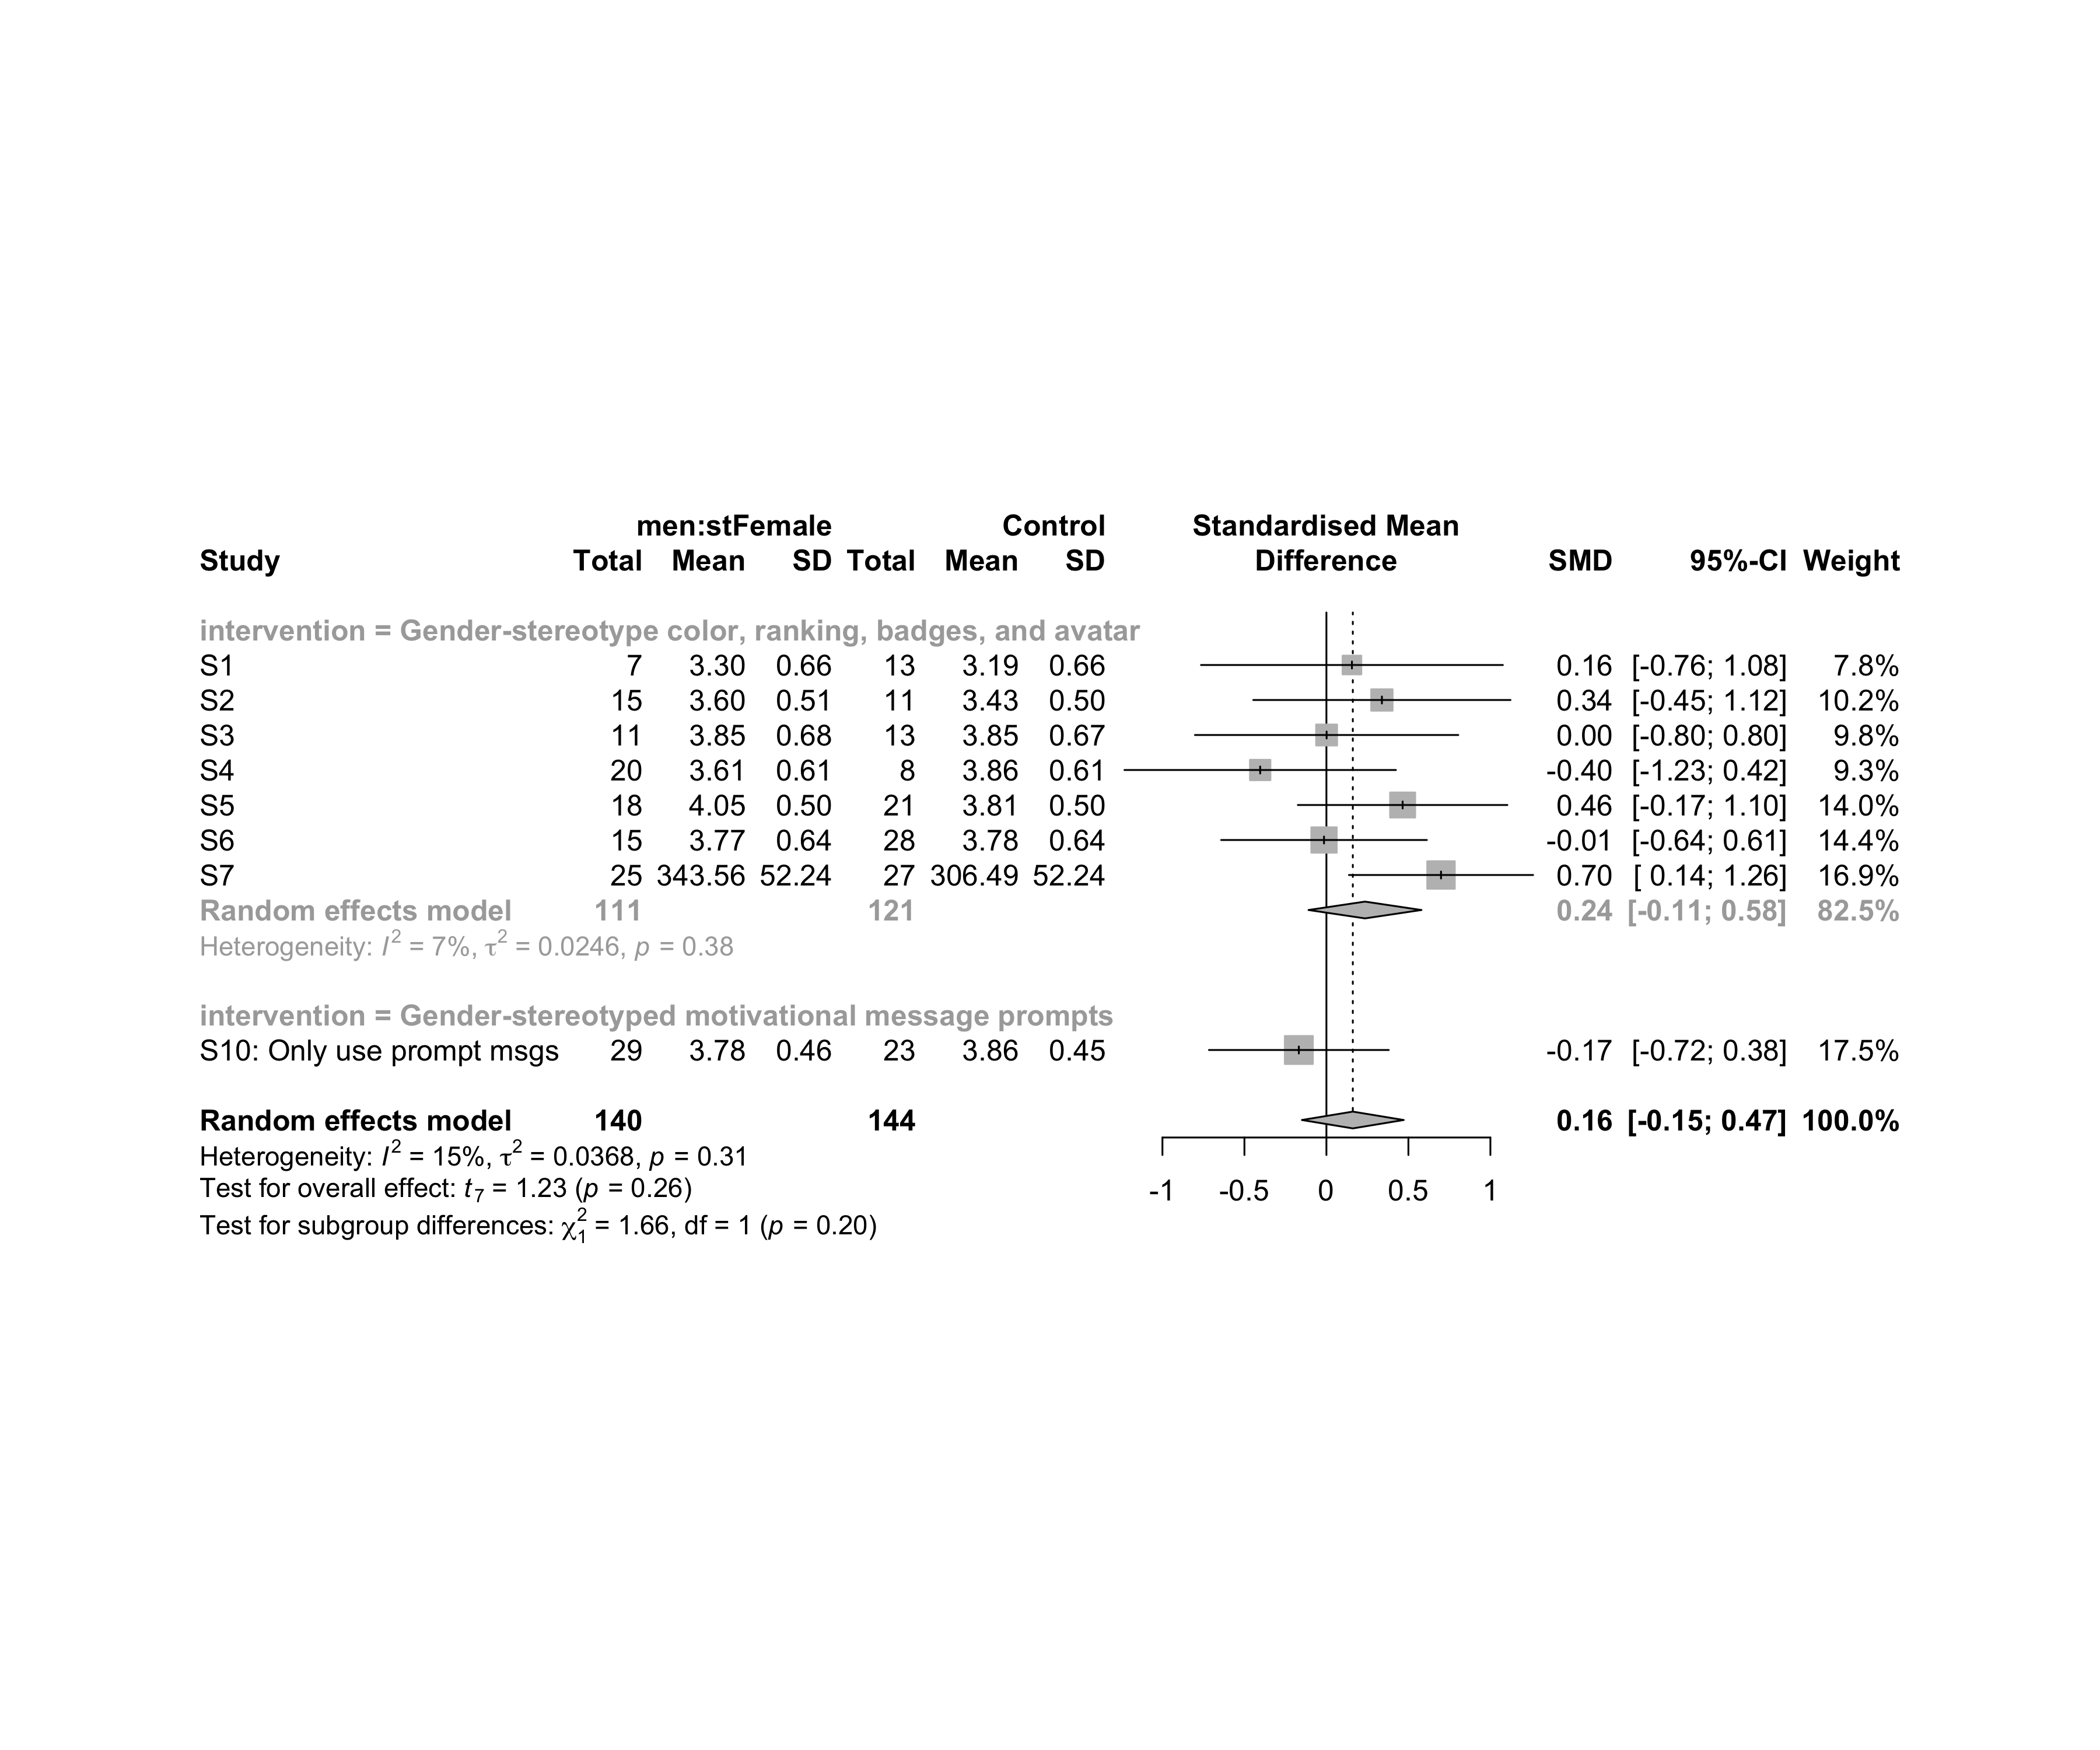 men:stFemale Control Standardised Mean
Study Total Mean SD Total Mean SD Difference SMD 95%-CI Weight
intervention = Gender-stereotype color, ranking, badges, and avatar
S1 7 3.30 0.66 13 3.19 0.66 0.16 [-0.76; 1.08] 7.8%
S2 15 3.60 0.51 11 3.43 0.50 0.34 [-0.45; 1.12] 10.2%
S3 11 3.85 0.68 13 3.85 0.67 0.00 [-0.80; 0.80] 9.8%
S4 20 3.61 0.61 8 3.86 0.61 -0.40 [-1.23; 0.42] 9.3%
S5 18 4.05 0.50 21 3.81 0.50 0.46 [-0.17; 1.10] 14.0%
S6 15 3.77 0.64 28 3.78 0.64 -0.01 [-0.64; 0.61] 14.4%
S7 25 343.56 52.24 27 306.49 52.24 0.70 [ 0.14; 1.26] 16.9%
Random effects model 111 121 0.24 [-0.11; 0.58] 82.5%
Heterogeneity: I² = 7%, τ² = 0.0246, p = 0.38
intervention = Gender-stereotyped motivational message prompts
S10: Only use prompt msgs 29 3.78 0.46 23 3.86 0.45 -0.17 [-0.72; 0.38] 17.5%
Random effects model 140 144 0.16 [-0.15; 0.47] 100.0%
Heterogeneity: I² = 15%, τ² = 0.0368, p = 0.31
Test for overall effect: t₇ = 1.23 (p = 0.26)
-1 -0.5 0 0.5 1
Test for subgroup differences: χ₁² = 1.66, df = 1 (p = 0.20)